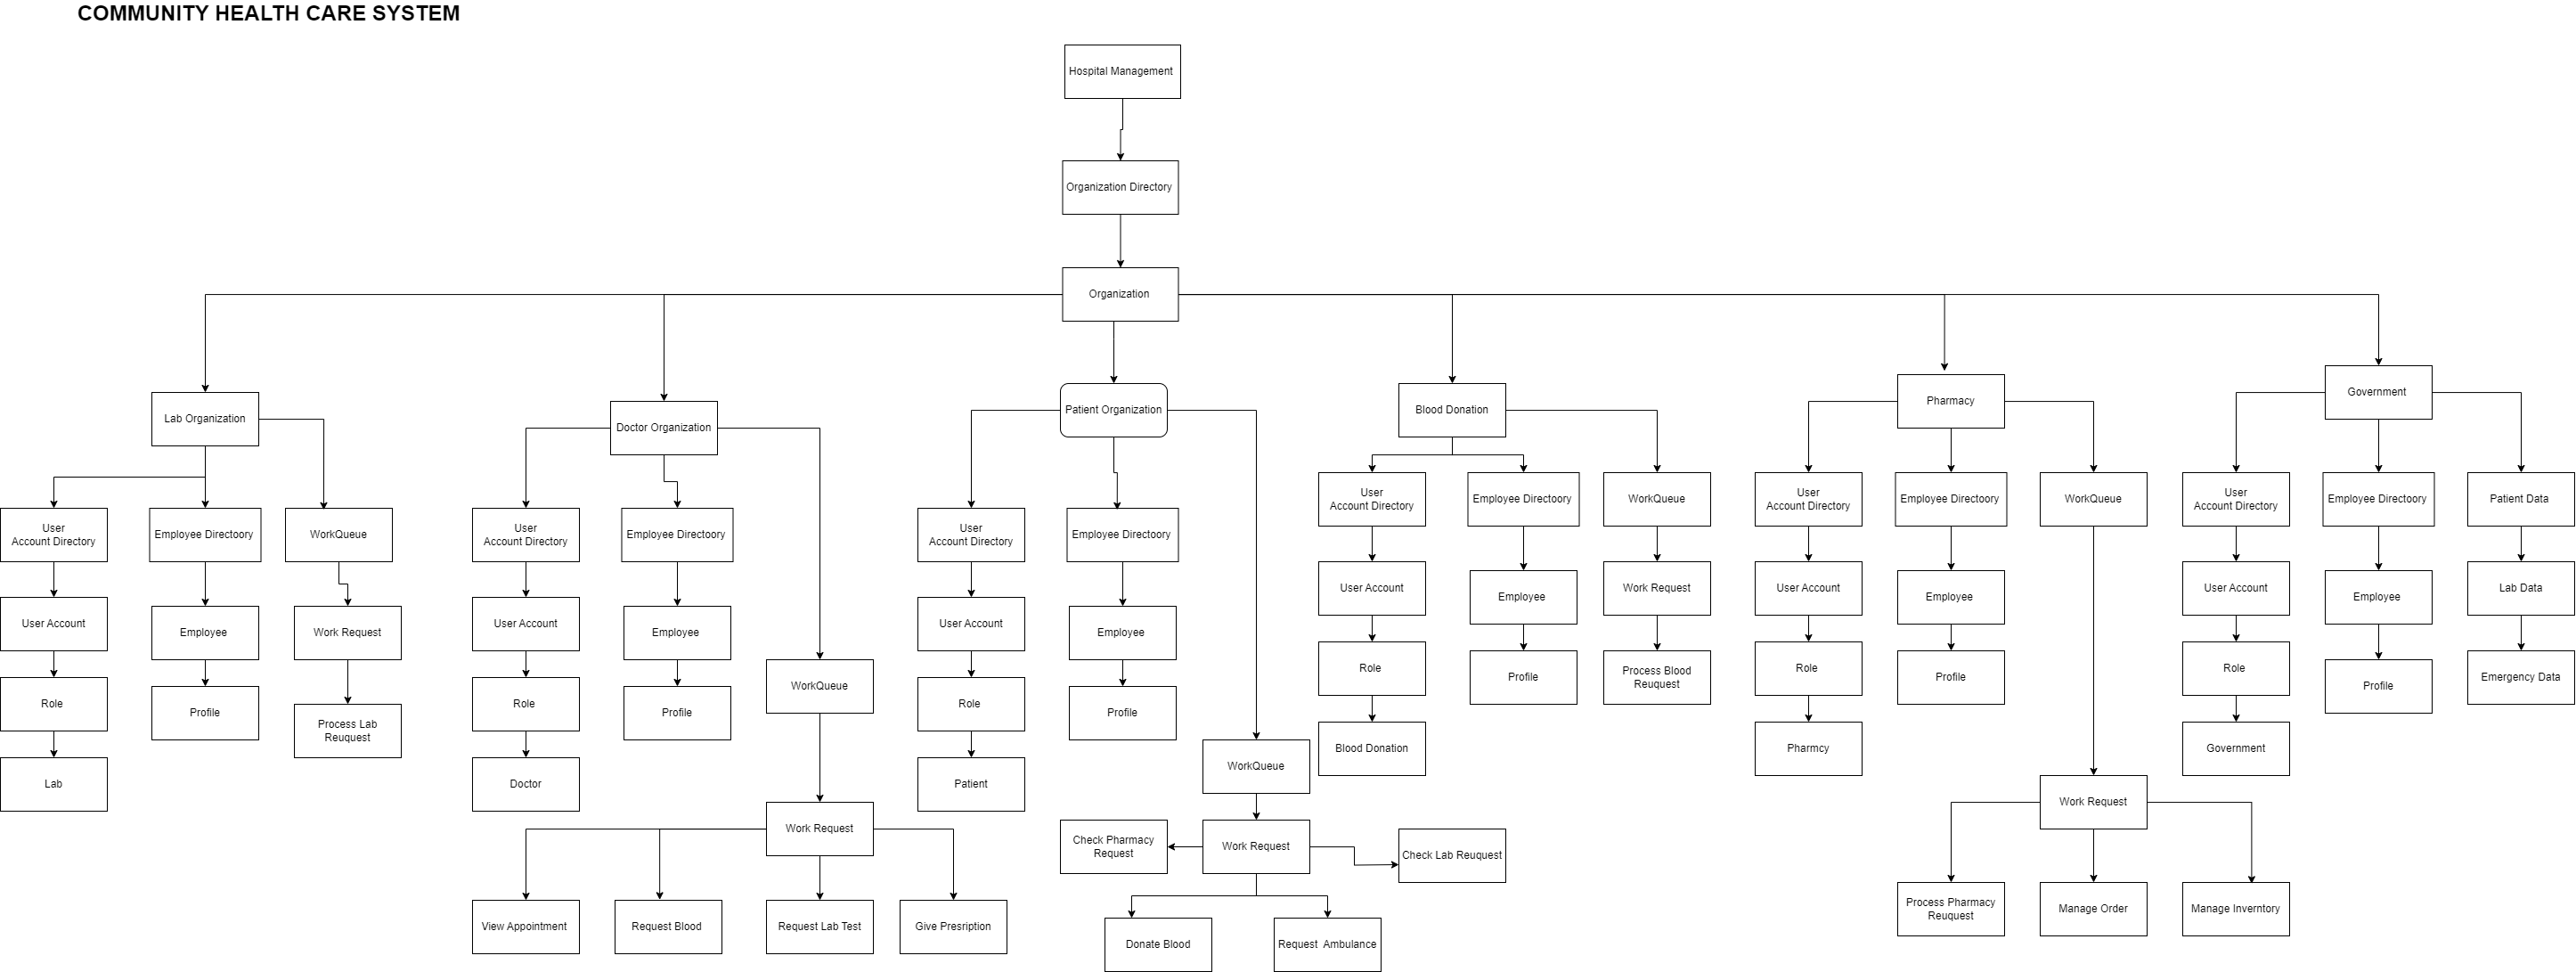 COMMUNITY HEALTH CARE SYSTEM
Hospital Management
Organization Directory
Organization
Lab Organization
Doctor Organization
Patient Organization
Blood Donation
Pharmacy
Government
User
Account Directory
Employee Directoory
WorkQueue
User Account
Employee
Work Request
Role
Profile
Process Lab
Reuquest
Lab
User
Account Directory
Employee Directoory
User Account
Employee
WorkQueue
Role
Profile
Doctor
Work Request
View Appointment
Request Blood
Request Lab Test
Give Presription
User
Account Directory
Employee Directoory
User Account
Employee
Role
Profile
Patient
WorkQueue
Check Pharmacy
Request
Work Request
Check Lab Reuquest
Donate Blood
Request  Ambulance
User
Account Directory
Employee Directoory
WorkQueue
User Account
Employee
Work Request
Role
Profile
Process Blood
Reuquest
Blood Donation
User
Account Directory
Employee Directoory
WorkQueue
User Account
Employee
Role
Profile
Pharmcy
Work Request
Process Pharmacy
Reuquest
Manage Order
Manage Inverntory
User
Account Directory
Employee Directoory
Patient Data
User Account
Employee
Lab Data
Role
Profile
Emergency Data
Government